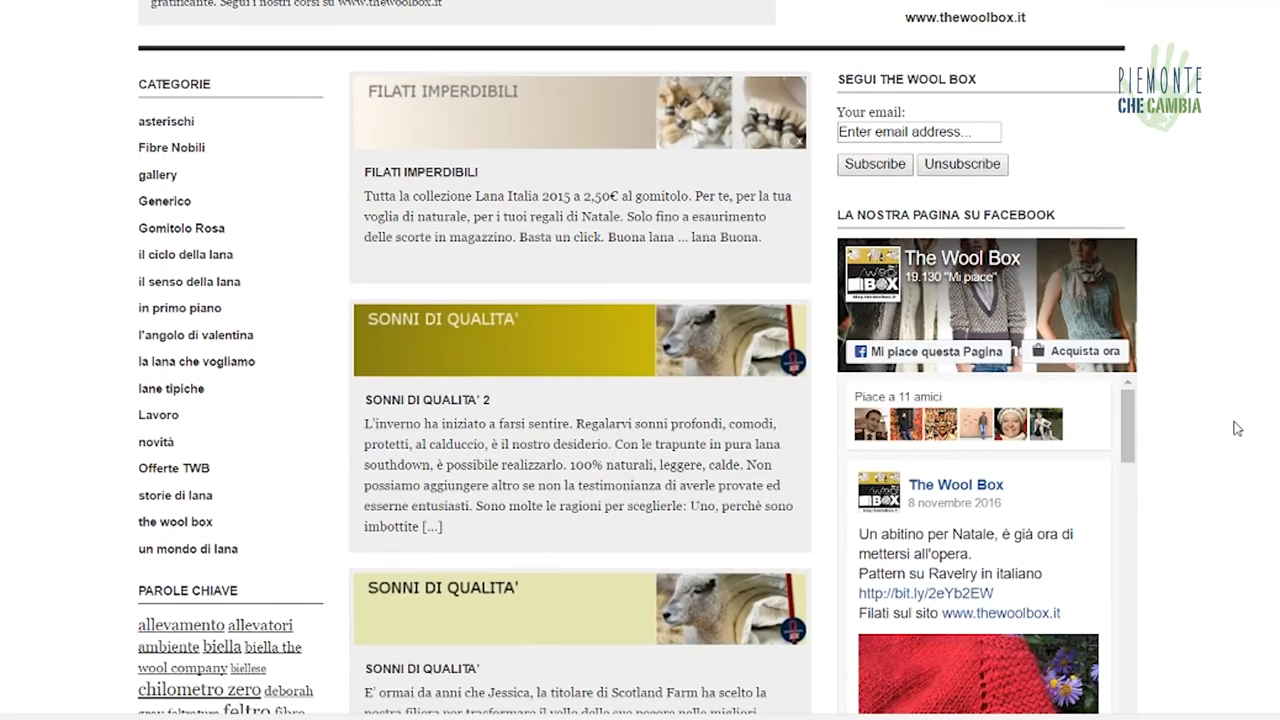 gratificante. Segui i nostri corsi su www.thewoolbox.it
www.thewoolbox.it
PIEMONTE
CHE CAMBIA
CATEGORIE
asterischi
Fibre Nobili
gallery
Generico
Gomitolo Rosa
il ciclo della lana
il senso della lana
in primo piano
l'angolo di valentina
la lana che vogliamo
lane tipiche
Lavoro
novità
Offerte TWB
storie di lana
the wool box
un mondo di lana
PAROLE CHIAVE
allevamento allevatori
ambiente biella biella the
wool company biellese
chilometro zero deborah
gray feltrature feltro fibre
FILATI IMPERDIBILI
FILATI IMPERDIBILI
Tutta la collezione Lana Italia 2015 a 2,50€ al gomitolo. Per te, per la tua
voglia di naturale, per i tuoi regali di Natale. Solo fino a esaurimento
delle scorte in magazzino. Basta un click. Buona lana ... lana Buona.
SONNI DI QUALITA'
SONNI DI QUALITA' 2
L'inverno ha iniziato a farsi sentire. Regalarvi sonni profondi, comodi,
protetti, al calduccio, è il nostro desiderio. Con le trapunte in pura lana
southdown, è possibile realizzarlo. 100% naturali, leggere, calde. Non
possiamo aggiungere altro se non la testimonianza di averle provate ed
esserne entusiasti. Sono molte le ragioni per sceglierle: Uno, perchè sono
imbottite [...]
SONNI DI QUALITA'
SONNI DI QUALITA'
E' ormai da anni che Jessica, la titolare di Scotland Farm ha scelto la
nostra filiera per trasformare il vello delle sue pecore nelle migliori
SEGUI THE WOOL BOX
Your email:
Enter email address...
Subscribe Unsubscribe
LA NOSTRA PAGINA SU FACEBOOK
The Wool Box
19.130 "Mi piace"
Mi piace questa Pagina
Acquista ora
Piace a 11 amici
The Wool Box
8 novembre 2016
Un abitino per Natale, è già ora di
mettersi all'opera.
Pattern su Ravelry in italiano
http://bit.ly/2eYb2EW
Filati sul sito www.thewoolbox.it